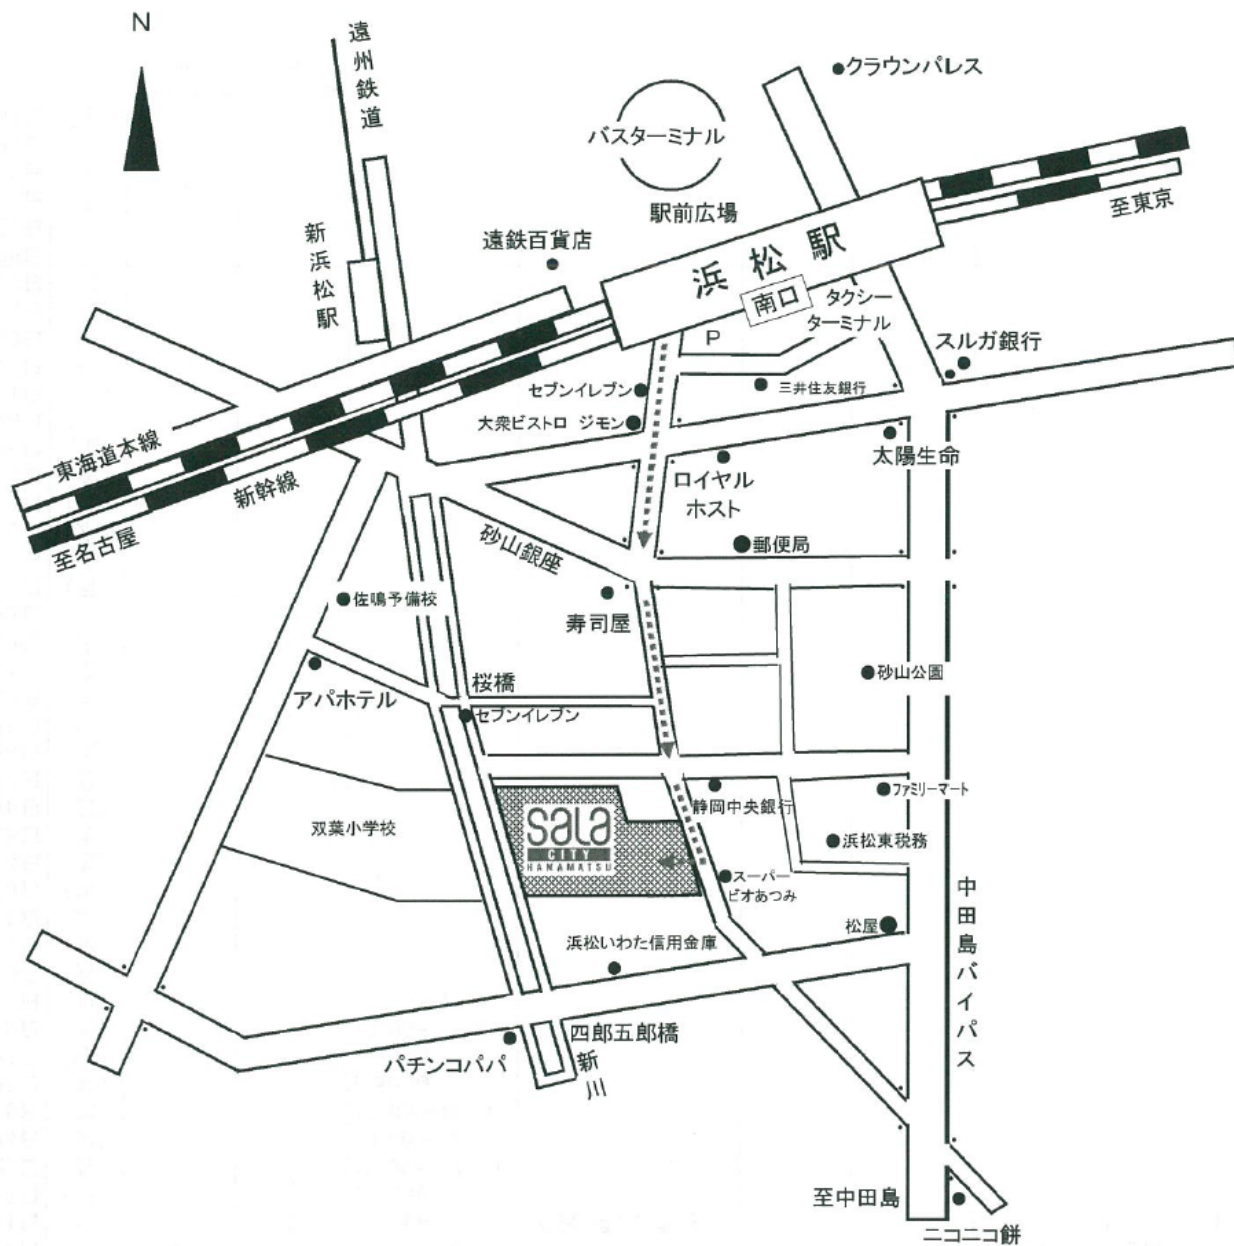 N
遠州鉄道
クラウンパレス
バスターミナル
駅前広場
至東京
新浜松駅
遠鉄百貨店
浜松駅
南口
タクシー
ターミナル
P
スルガ銀行
セブンイレブン
三井住友銀行
大衆ビストロ ジモン
太陽生命
東海道本線
新幹線
至名古屋
ロイヤル
ホスト
砂山銀座
郵便局
佐鳴予備校
寿司屋
砂山公園
アパホテル
桜橋
セブンイレブン
静岡中央銀行
ファミリーマート
双葉小学校
sala
CITY
HAMAMATSU
浜松東税務
スーパー
ビオあつみ
松屋
中田島バイパス
浜松いわた信用金庫
四郎五郎橋
パチンコパパ
新川
至中田島
ニコニコ餅